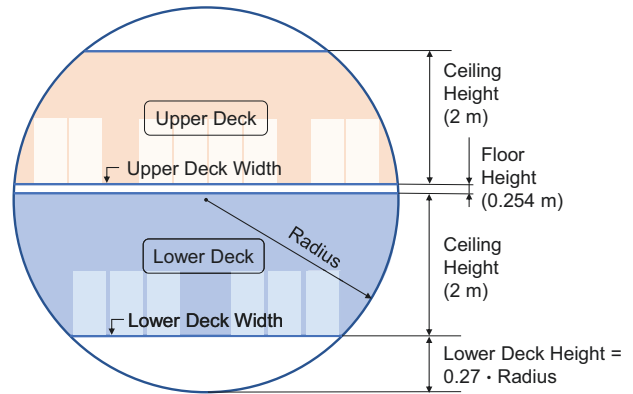 Ceiling
Height
(2 m)
Upper Deck
Upper Deck Width
Floor
Height
(0.254 m)
Radius
Lower Deck
Ceiling
Height
(2 m)
Lower Deck Width
Lower Deck Height =
0.27 · Radius